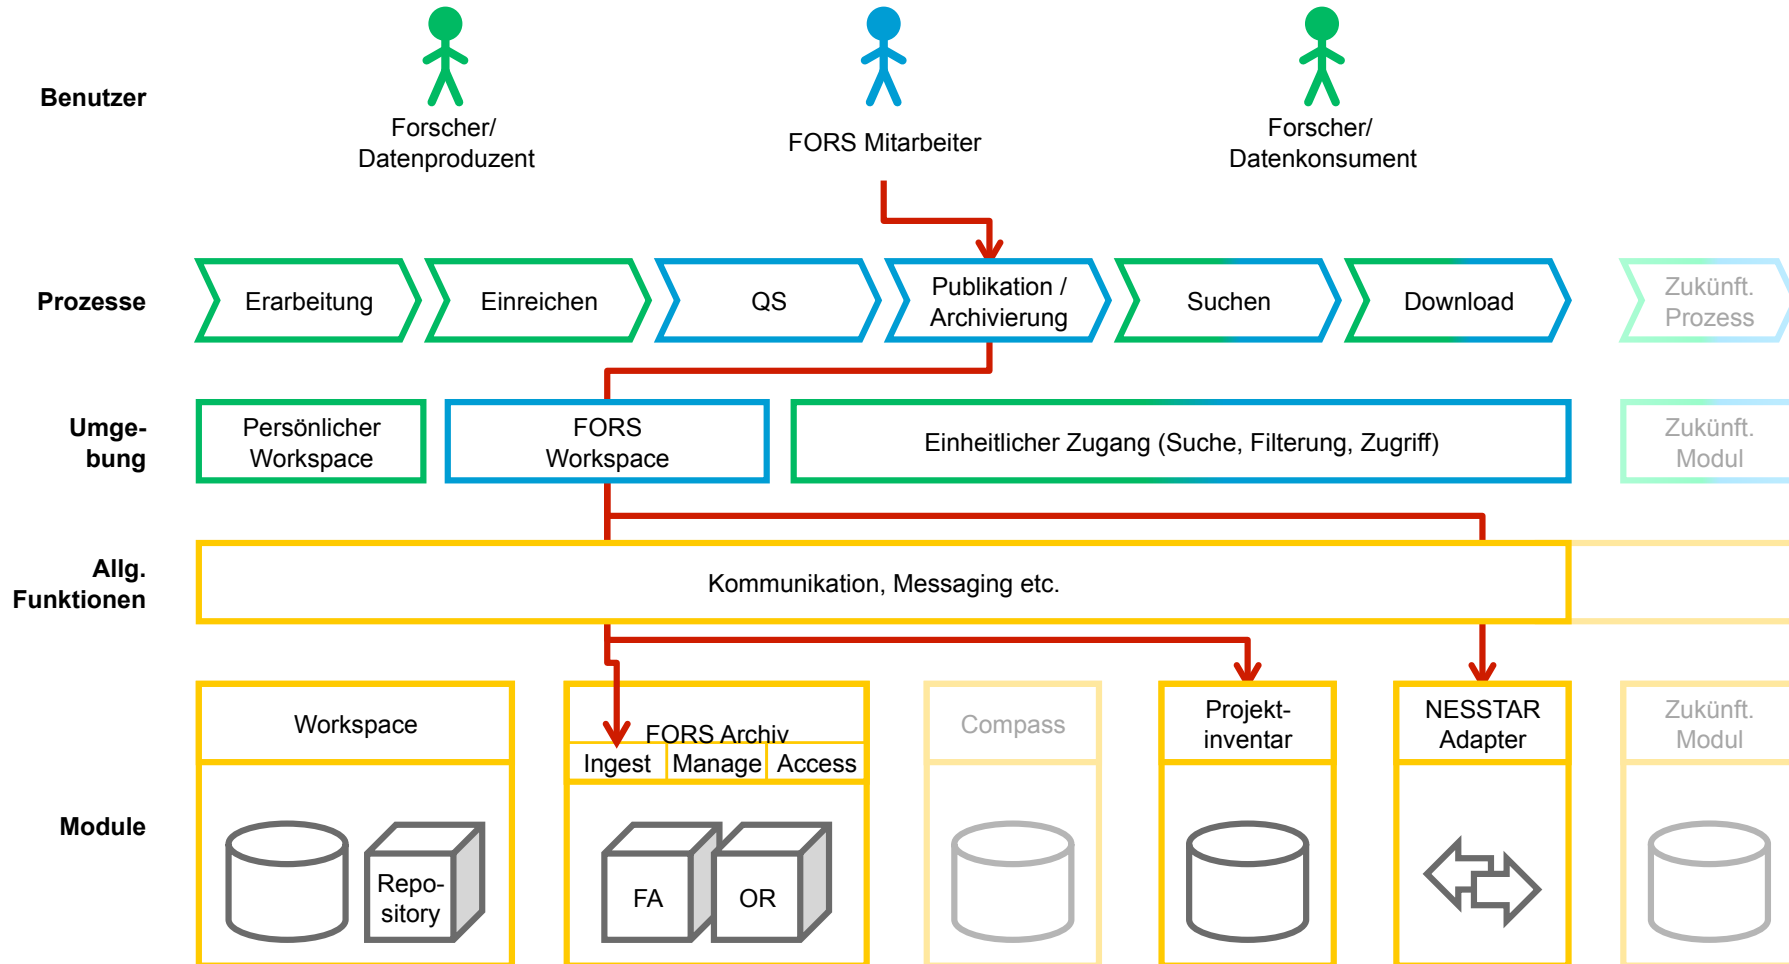 Benutzer
Forscher/
Datenproduzent
FORS Mitarbeiter
Forscher/
Datenkonsument
Prozesse
Erarbeitung
Einreichen
QS
Publikation /
Archivierung
Suchen
Download
Zukünft.
Prozess
Umge-
bung
Persönlicher
Workspace
FORS
Workspace
Einheitlicher Zugang (Suche, Filterung, Zugriff)
Zukünft.
Modul
Allg.
Funktionen
Kommunikation, Messaging etc.
Module
Workspace
Repo-
sitory
FORS Archiv
Ingest
Manage
Access
FA
OR
Compass
Projekt-
inventar
NESSTAR
Adapter
Zukünft.
Modul